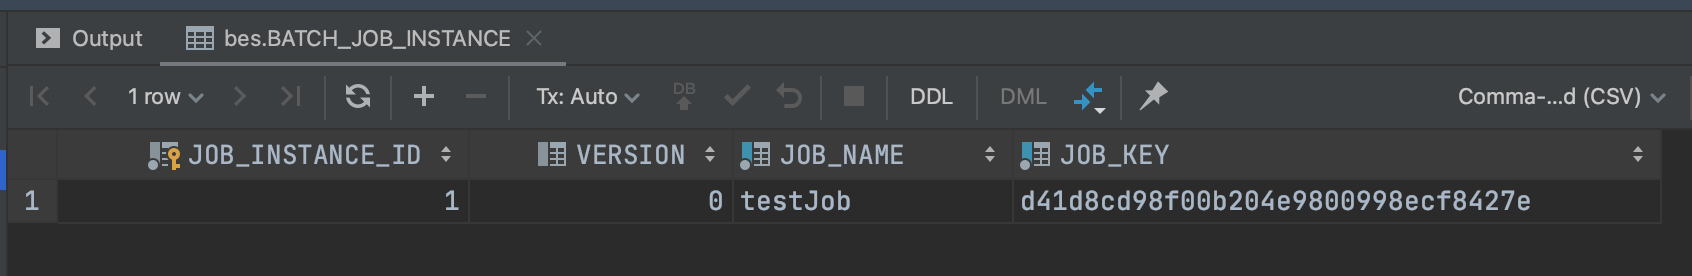 Output bes.BATCH_JOB_INSTANCE
1 row Tx: Auto DB DDL DML Comma-...d (CSV)
JOB_INSTANCE_ID VERSION JOB_NAME JOB_KEY
1 1 0 testJob d41d8cd98f00b204e9800998ecf8427e